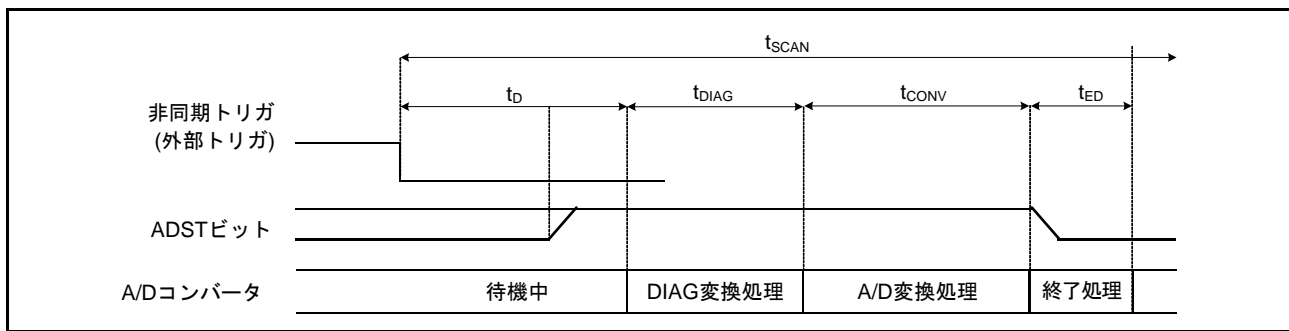 tSCAN
tD
tDIAG
tCONV
tED
非同期トリガ
(外部トリガ)
ADSTビット
A/Dコンバータ
待機中
DIAG変換処理
A/D変換処理
終了処理